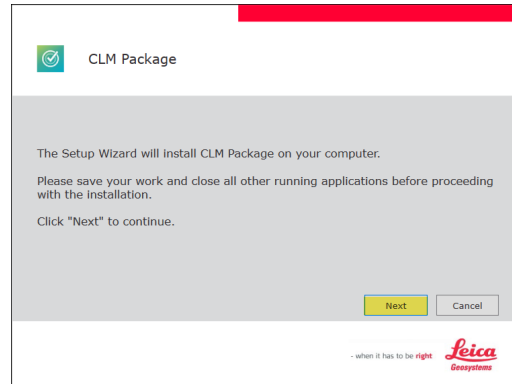 CLM Package
The Setup Wizard will install CLM Package on your computer.
Please save your work and close all other running applications before proceeding
with the installation.
Click "Next" to continue.
Next
Cancel
- when it has to be right
Leica
Geosystems